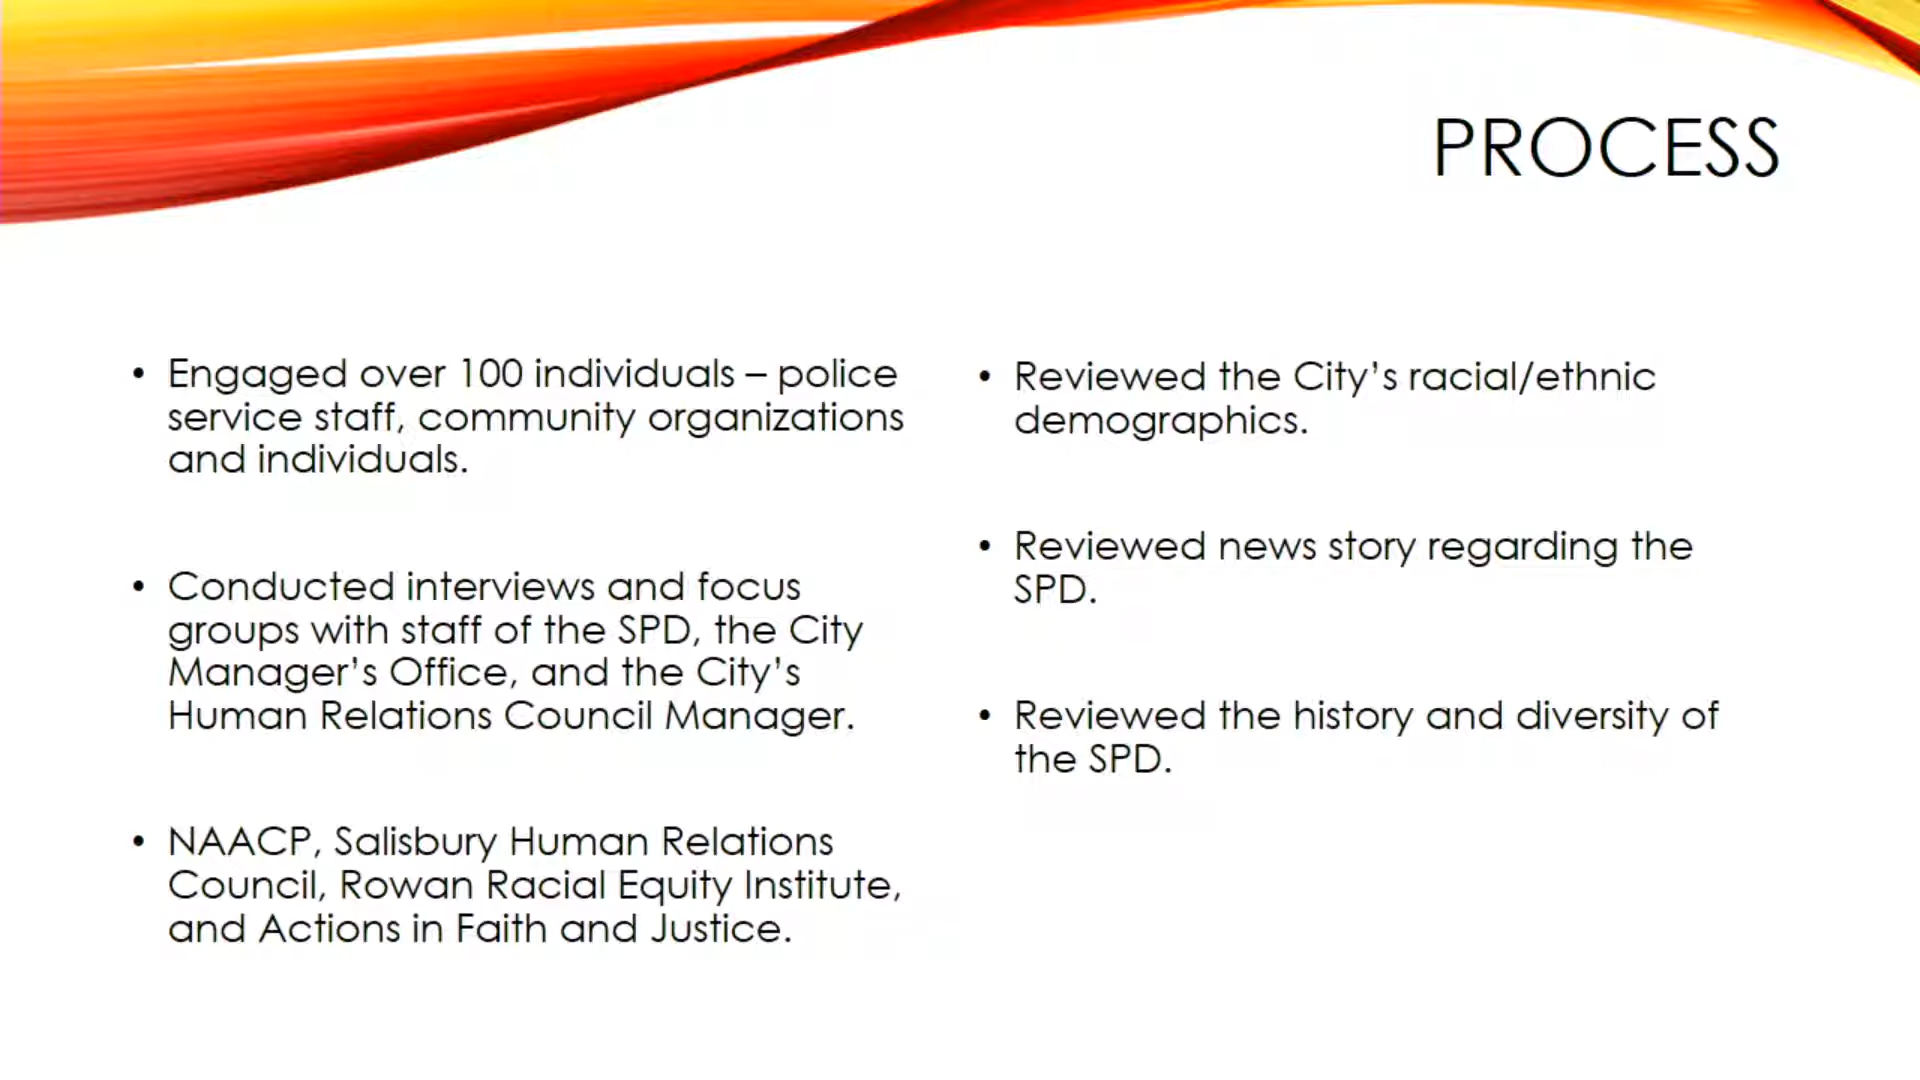 PROCESS
• Engaged over 100 individuals – police
service staff, community organizations
and individuals.
• Conducted interviews and focus
groups with staff of the SPD, the City
Manager’s Office, and the City’s
Human Relations Council Manager.
• NAACP, Salisbury Human Relations
Council, Rowan Racial Equity Institute,
and Actions in Faith and Justice.
• Reviewed the City’s racial/ethnic
demographics.
• Reviewed news story regarding the
SPD.
• Reviewed the history and diversity of
the SPD.